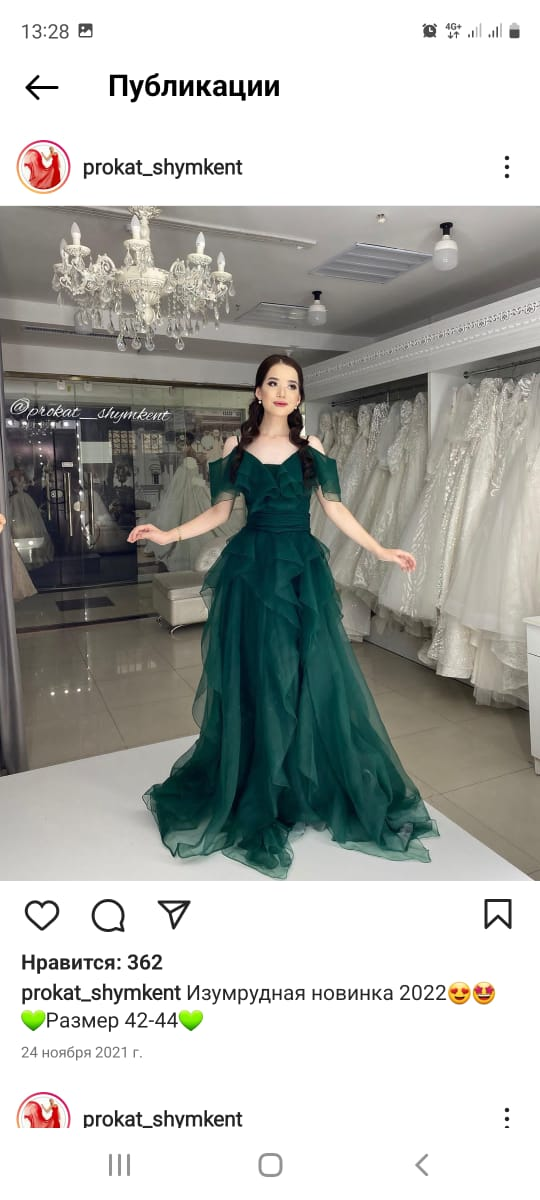 13:28
4G+
Публикации
prokat_shymkent
@prokat__shymkent
Нравится: 362
prokat_shymkent Изумрудная новинка 2022😍🤩
💚Размер 42-44💚
24 ноября 2021 г.
prokat_shymkent